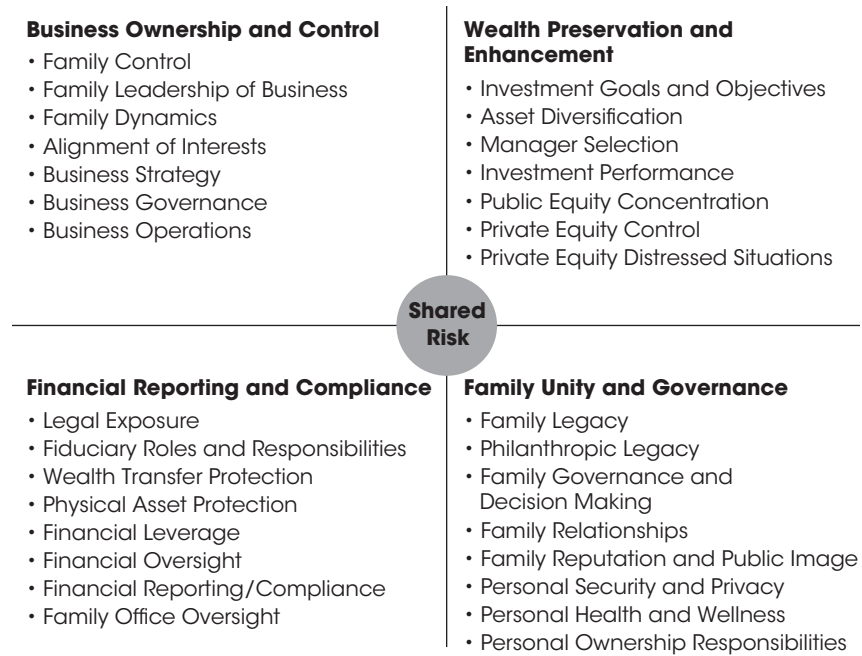 Business Ownership and Control
• Family Control
• Family Leadership of Business
• Family Dynamics
• Alignment of Interests
• Business Strategy
• Business Governance
• Business Operations
Wealth Preservation and
Enhancement
• Investment Goals and Objectives
• Asset Diversification
• Manager Selection
• Investment Performance
• Public Equity Concentration
• Private Equity Control
• Private Equity Distressed Situations
Shared
Risk
Financial Reporting and Compliance
• Legal Exposure
• Fiduciary Roles and Responsibilities
• Wealth Transfer Protection
• Physical Asset Protection
• Financial Leverage
• Financial Oversight
• Financial Reporting/Compliance
• Family Office Oversight
Family Unity and Governance
• Family Legacy
• Philanthropic Legacy
• Family Governance and
Decision Making
• Family Relationships
• Family Reputation and Public Image
• Personal Security and Privacy
• Personal Health and Wellness
• Personal Ownership Responsibilities